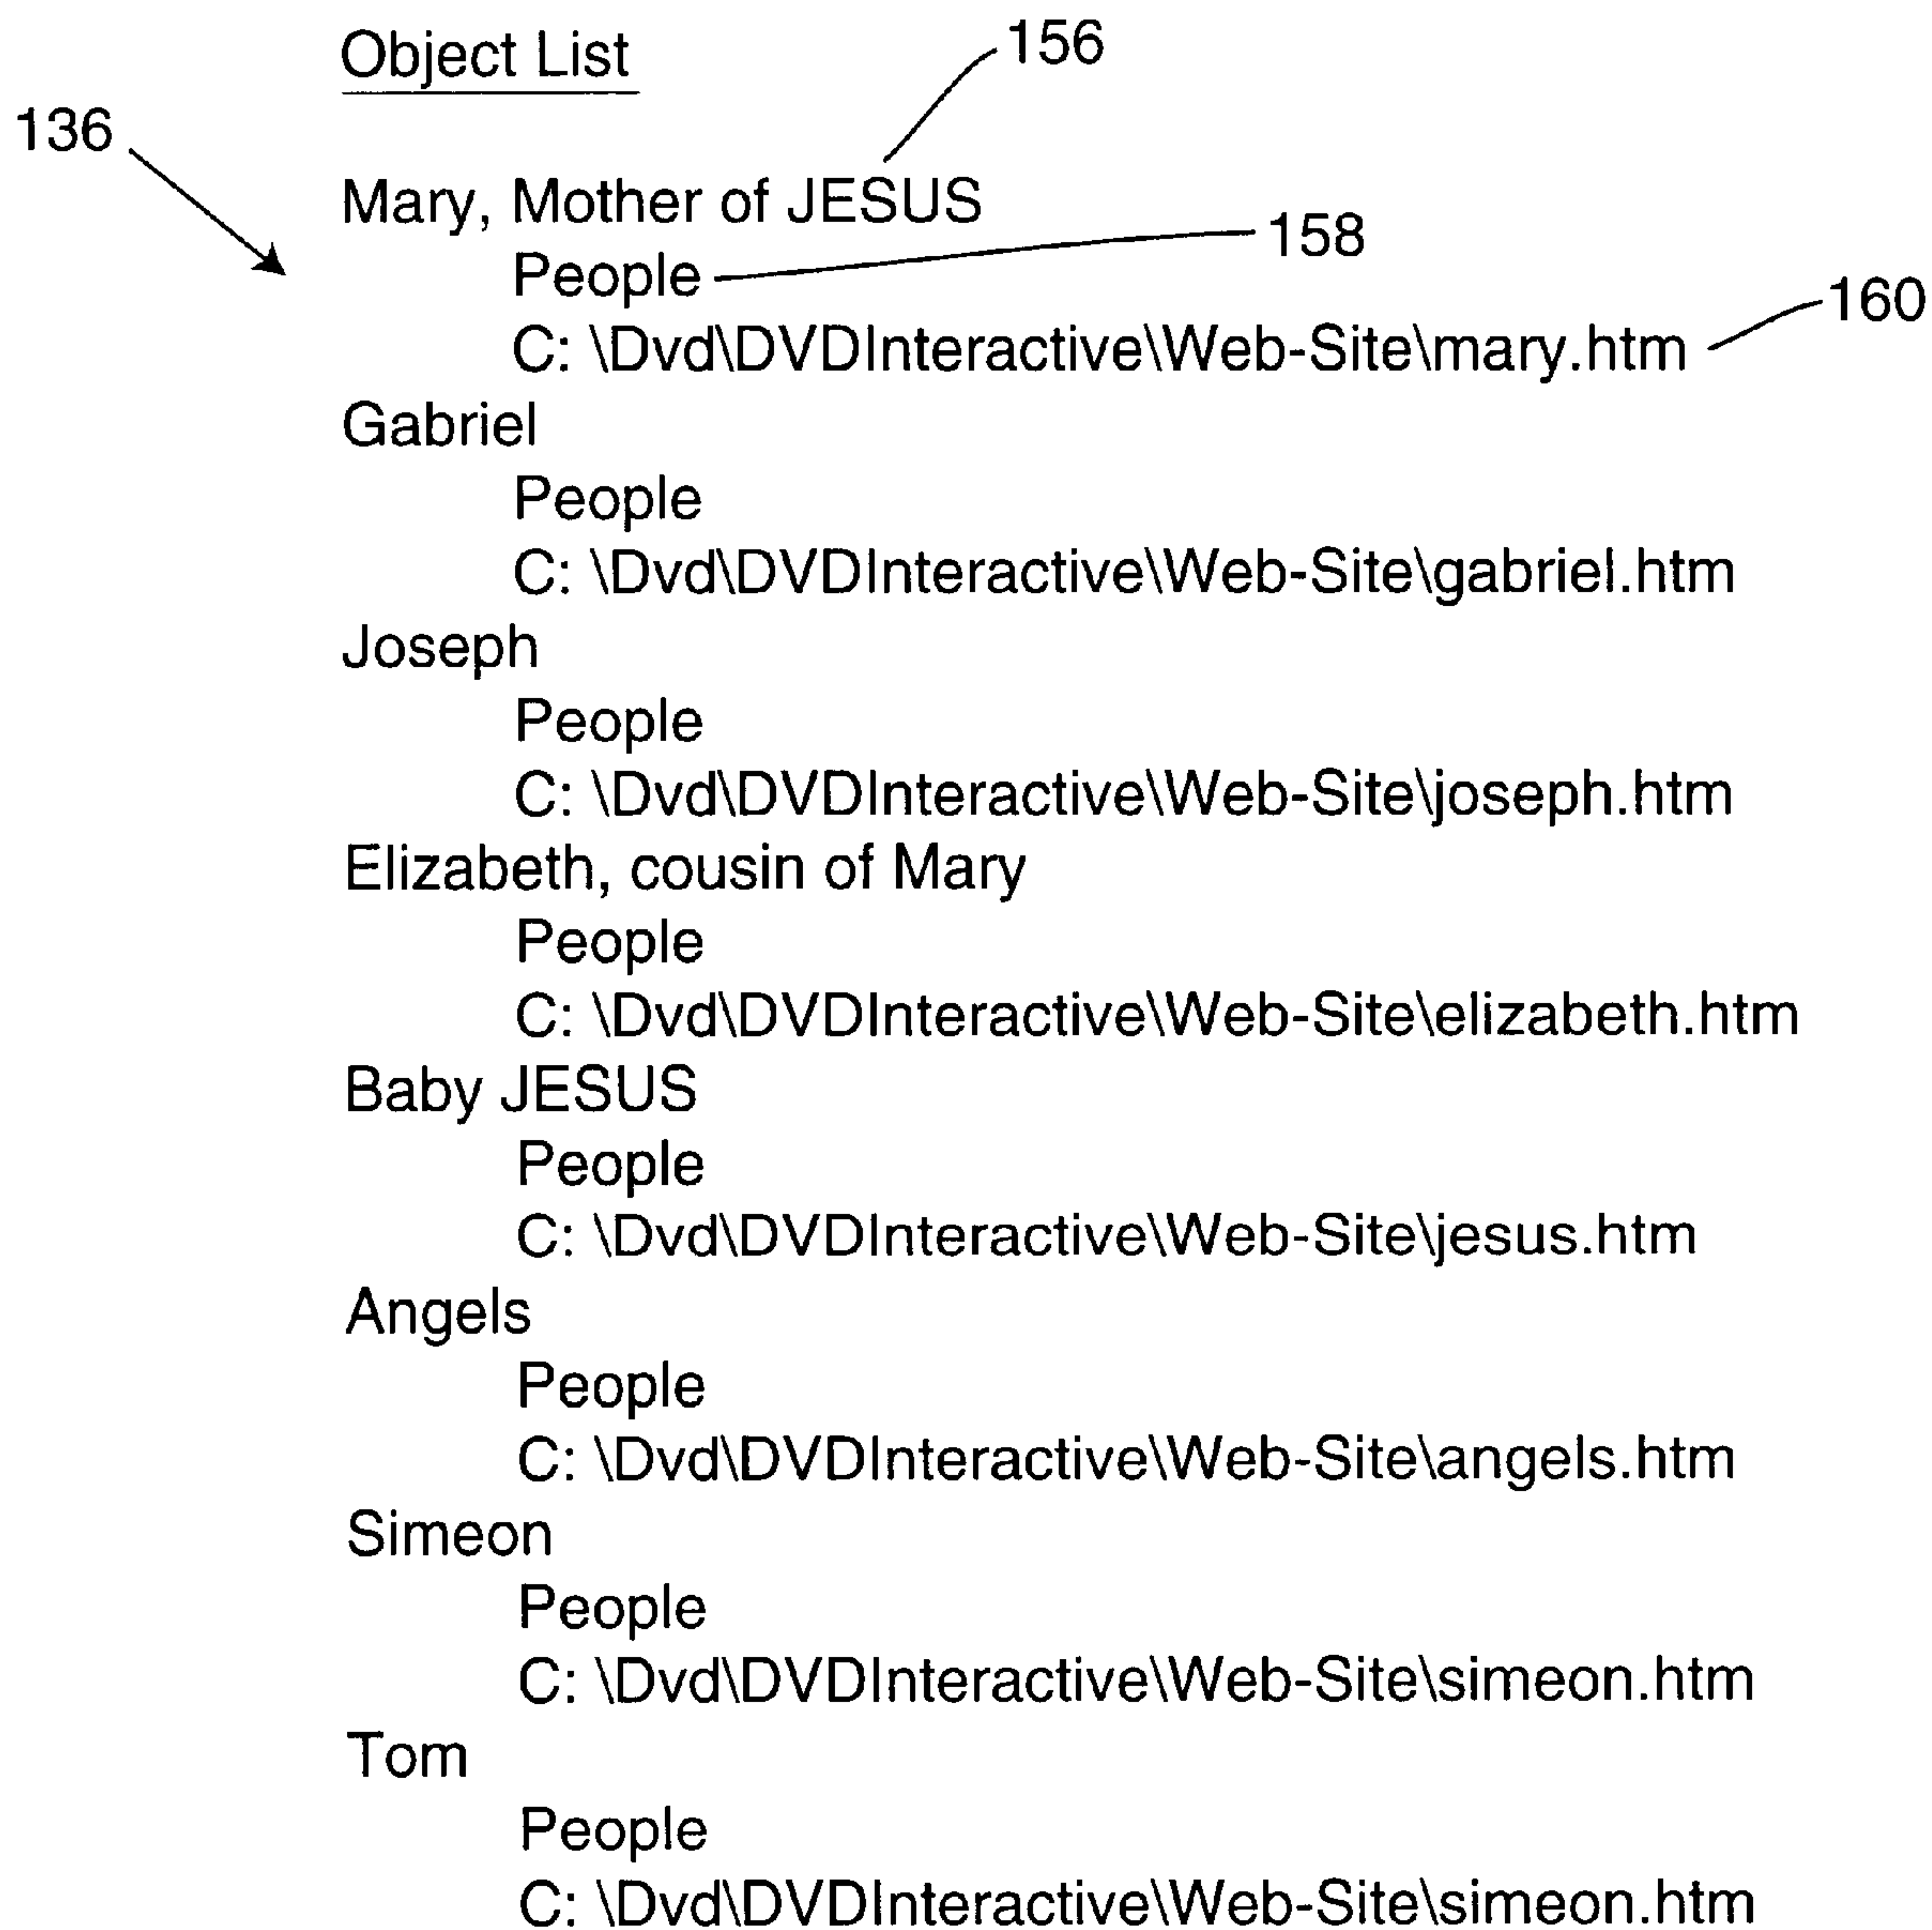 Object List
156
136
Mary, Mother of JESUS
158
People
160
C: \Dvd\DVDInteractive\Web-Site\mary.htm
Gabriel
People
C: \Dvd\DVDInteractive\Web-Site\gabriel.htm
Joseph
People
C: \Dvd\DVDInteractive\Web-Site\joseph.htm
Elizabeth, cousin of Mary
People
C: \Dvd\DVDInteractive\Web-Site\elizabeth.htm
Baby JESUS
People
C: \Dvd\DVDInteractive\Web-Site\jesus.htm
Angels
People
C: \Dvd\DVDInteractive\Web-Site\angels.htm
Simeon
People
C: \Dvd\DVDInteractive\Web-Site\simeon.htm
Tom
People
C: \Dvd\DVDInteractive\Web-Site\simeon.htm